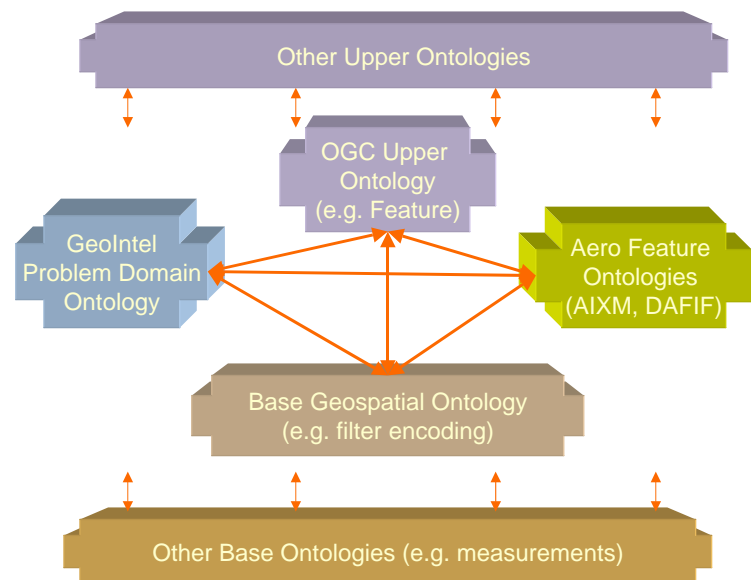 Other Upper Ontologies
OGC Upper
Ontology
(e.g. Feature)
GeoIntel
Problem Domain
Ontology
Aero Feature
Ontologies
(AIXM, DAFIF)
Base Geospatial Ontology
(e.g. filter encoding)
Other Base Ontologies (e.g. measurements)